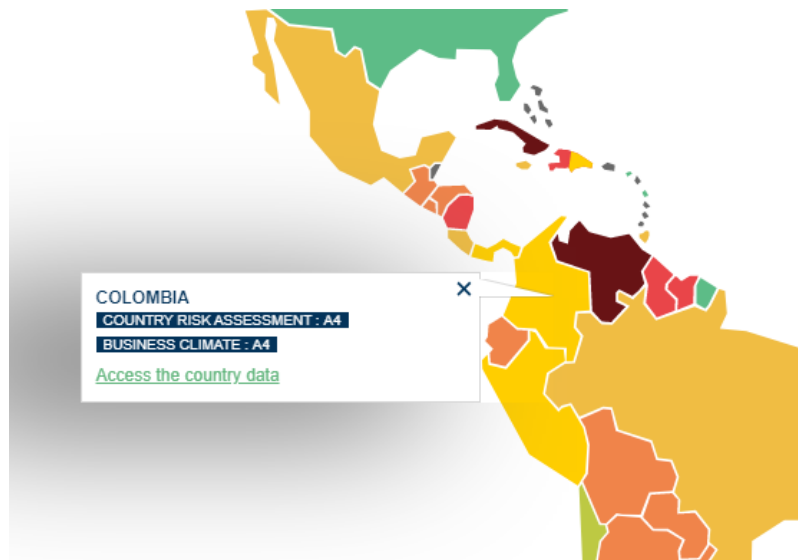 COLOMBIA
COUNTRY RISK ASSESSMENT : A4
BUSINESS CLIMATE : A4
Access the country data